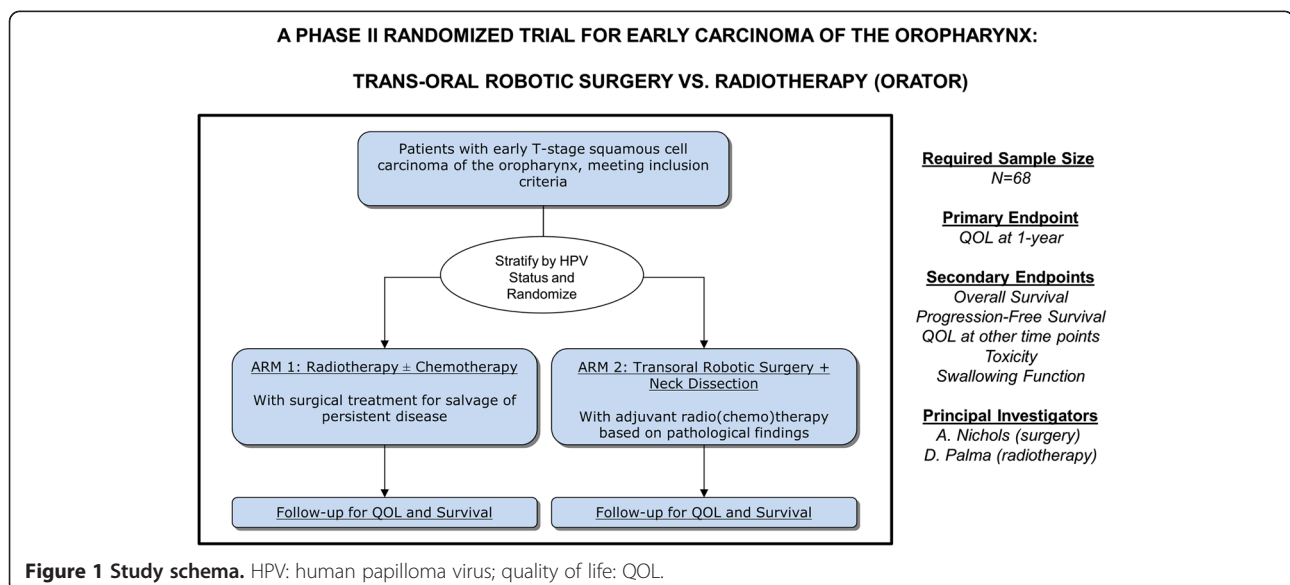 A PHASE II RANDOMIZED TRIAL FOR EARLY CARCINOMA OF THE OROPHARYNX:
TRANS-ORAL ROBOTIC SURGERY VS. RADIOTHERAPY (ORATOR)
Patients with early T-stage squamous cell
carcinoma of the oropharynx, meeting inclusion
criteria
Stratify by HPV
Status and
Randomize
ARM 1: Radiotherapy ± Chemotherapy
With surgical treatment for salvage of
persistent disease
ARM 2: Transoral Robotic Surgery +
Neck Dissection
With adjuvant radio(chemo)therapy
based on pathological findings
Follow-up for QOL and Survival
Follow-up for QOL and Survival
Required Sample Size
N=68
Primary Endpoint
QOL at 1-year
Secondary Endpoints
Overall Survival
Progression-Free Survival
QOL at other time points
Toxicity
Swallowing Function
Principal Investigators
A. Nichols (surgery)
D. Palma (radiotherapy)
Figure 1 Study schema. HPV: human papilloma virus; quality of life: QOL.